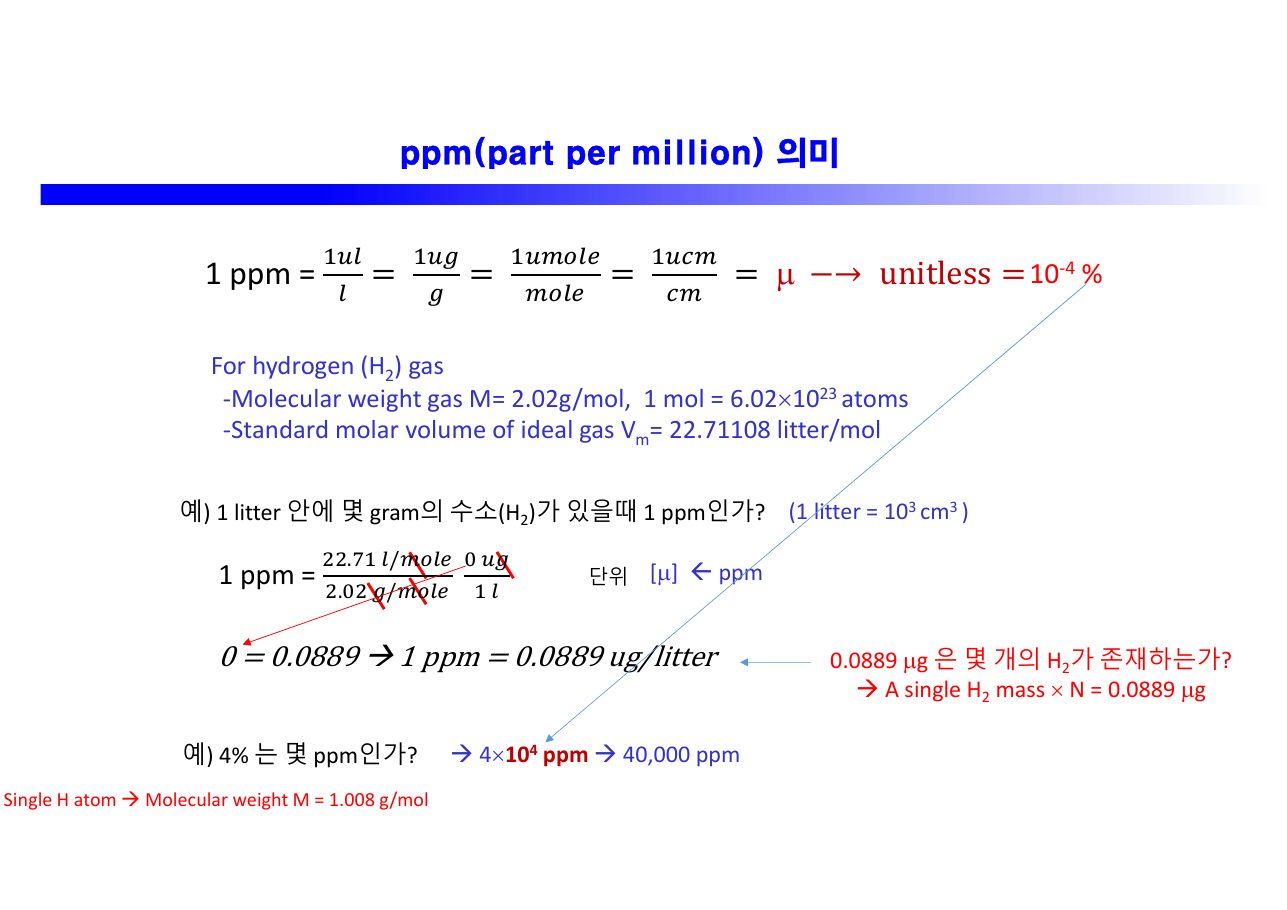 ppm(part per million) 의미
1 ppm = 1ul/l = 1ug/g = 1umole/mole = 1ucm/cm = μ −→ unitless = 10-4 %
For hydrogen (H2) gas
-Molecular weight gas M= 2.02g/mol, 1 mol = 6.02×10²³ atoms
-Standard molar volume of ideal gas Vm= 22.71108 litter/mol
예) 1 litter 안에 몇 gram의 수소(H2)가 있을때 1 ppm인가? (1 litter = 10³ cm³ )
1 ppm = 22.71 l/mole / 2.02 g/mole 0 ug / 1 l 단위 [μ] ← ppm
0 = 0.0889 → 1 ppm = 0.0889 ug/litter
0.0889 μg 은 몇 개의 H2가 존재하는가?
→ A single H2 mass × N = 0.0889 μg
예) 4% 는 몇 ppm인가? → 4×10⁴ ppm → 40,000 ppm
Single H atom → Molecular weight M = 1.008 g/mol